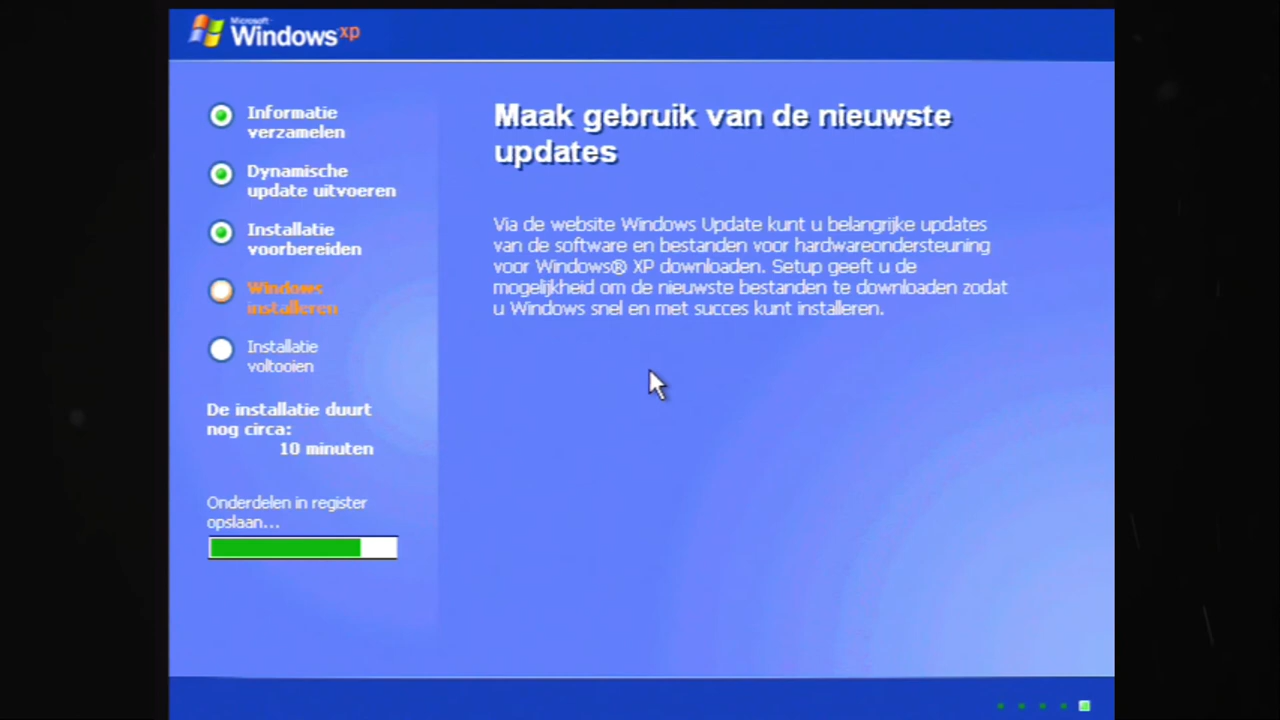 Microsoft
Windows xp
Informatie
verzamelen
Dynamische
update uitvoeren
Installatie
voorbereiden
Windows
installeren
Installatie
voltooien
De installatie duurt
nog circa:
10 minuten
Onderdelen in register
opslaan...
Maak gebruik van de nieuwste
updates
Via de website Windows Update kunt u belangrijke updates
van de software en bestanden voor hardwareondersteuning
voor Windows® XP downloaden. Setup geeft u de
mogelijkheid om de nieuwste bestanden te downloaden zodat
u Windows snel en met succes kunt installeren.